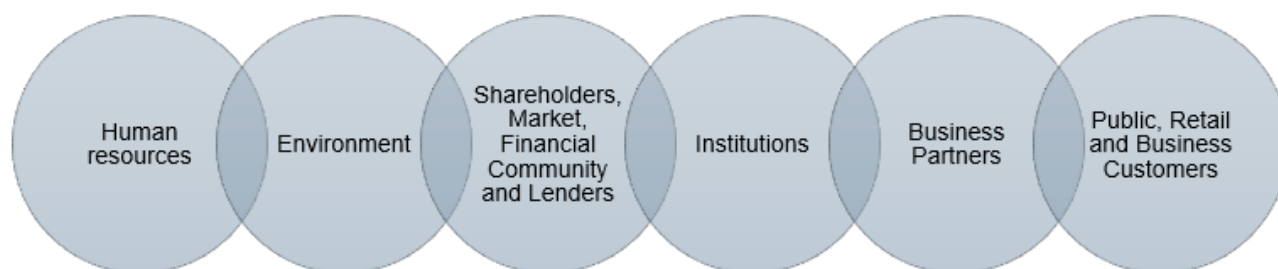 Human
resources
Environment
Shareholders,
Market,
Financial
Community
and Lenders
Institutions
Business
Partners
Public, Retail
and Business
Customers